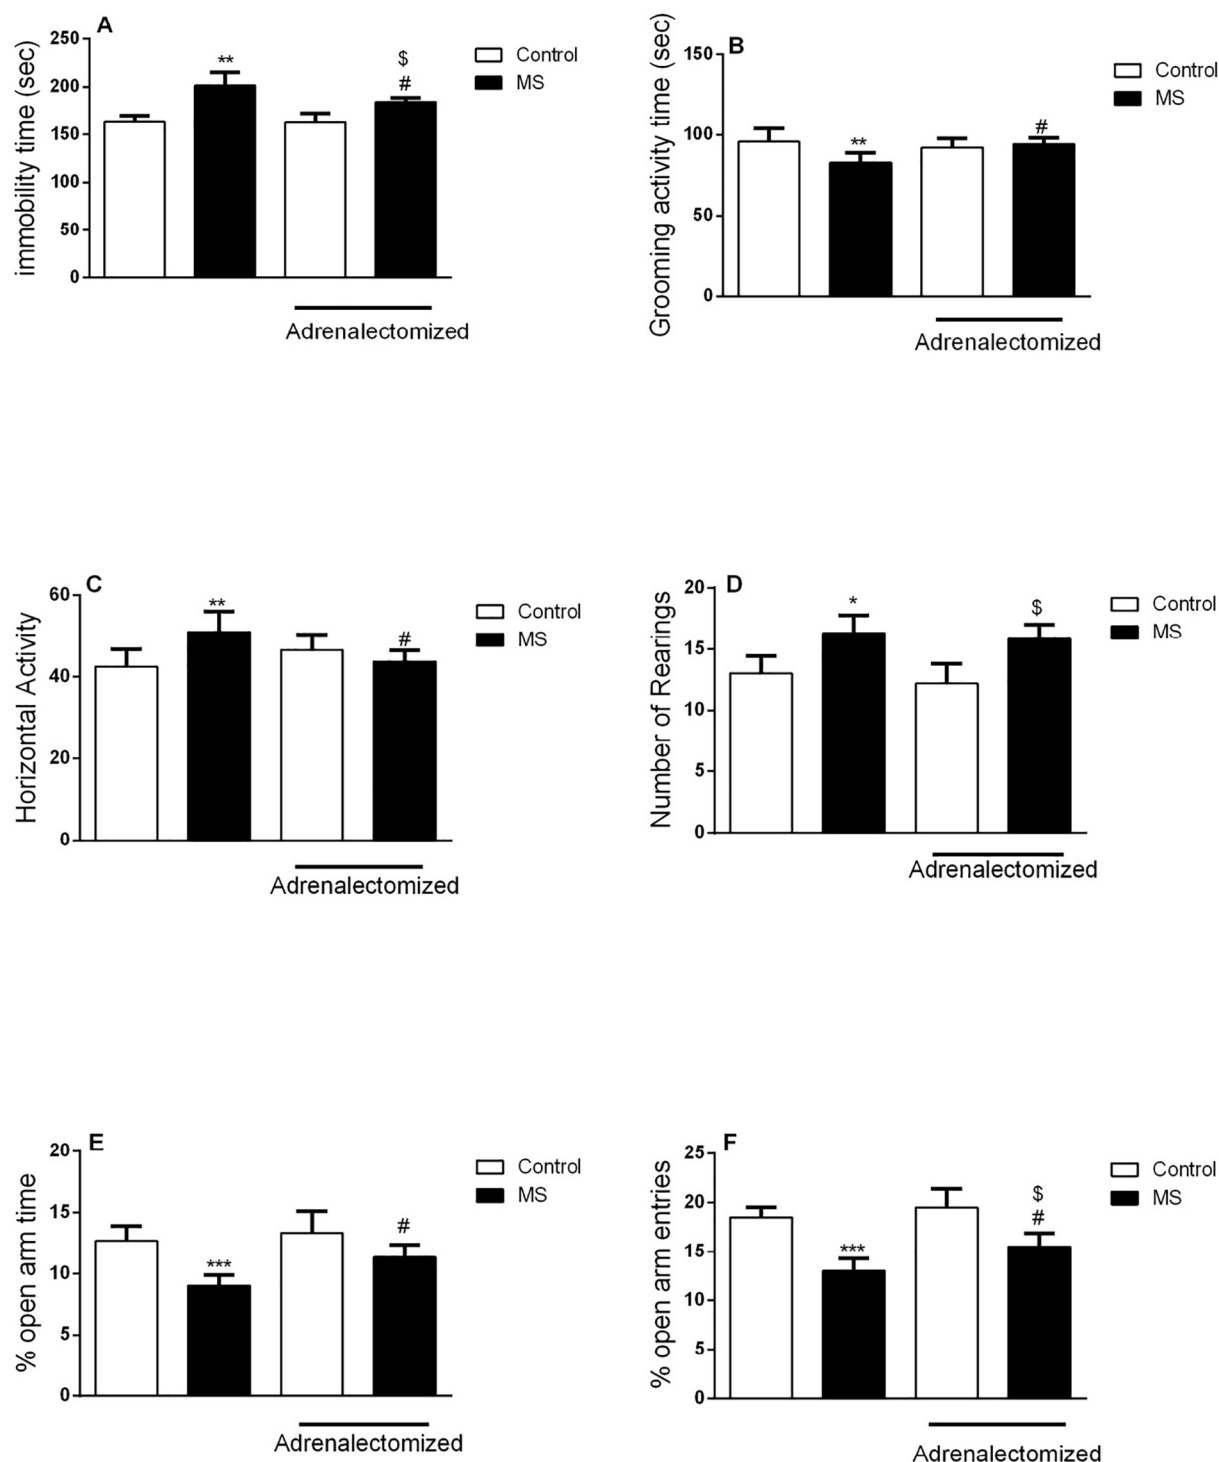 A
immobility time (sec)
250
200
150
100
50
0
**
$
#
Control
MS
Adrenalectomized
B
Grooming activity time (sec)
150
100
50
0
**
#
Control
MS
Adrenalectomized
C
Horizontal Activity
60
40
20
0
**
#
Control
MS
Adrenalectomized
D
Number of Rearings
20
15
10
5
0
*
$
Control
MS
Adrenalectomized
E
% open arm time
20
15
10
5
0
***
#
Control
MS
Adrenalectomized
F
% open arm entries
25
20
15
10
5
0
***
$
#
Control
MS
Adrenalectomized